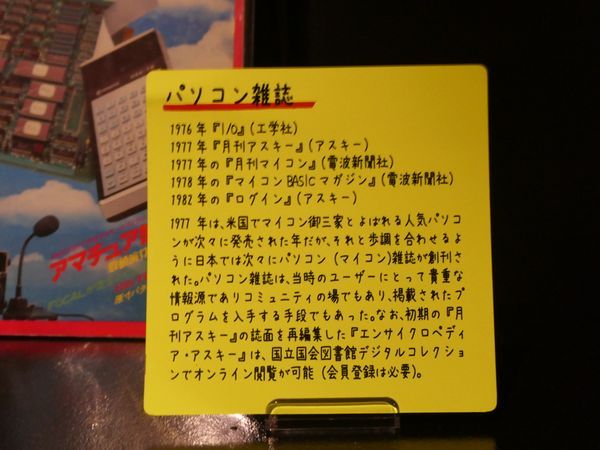 パソコン雑誌
1976年『I/O』(工学社)
1977年『月刊アスキー』(アスキー)
1977年の『月刊マイコン』(電波新聞社)
1978年の『マイコンBASICマガジン』(電波新聞社)
1982年の『ログイン』(アスキー)
1977年は、米国でマイコン御三家とよばれる人気パソコ
ンが次々に発売された年だが、それと歩調を合わせるよ
うに日本では次々にパソコン(マイコン)雑誌が創刊さ
れた。パソコン雑誌は、当時のユーザーにとって貴重な
情報源でありコミュニティの場でもあり、掲載されたプ
ログラムを入手する手段でもあった。なお、初期の『月
刊アスキー』の誌面を再編集した『エンサイクロペディ
ア・アスキー』は、国立国会図書館デジタルコレクショ
ンでオンライン閲覧が可能(会員登録は必要)。
アマチュア